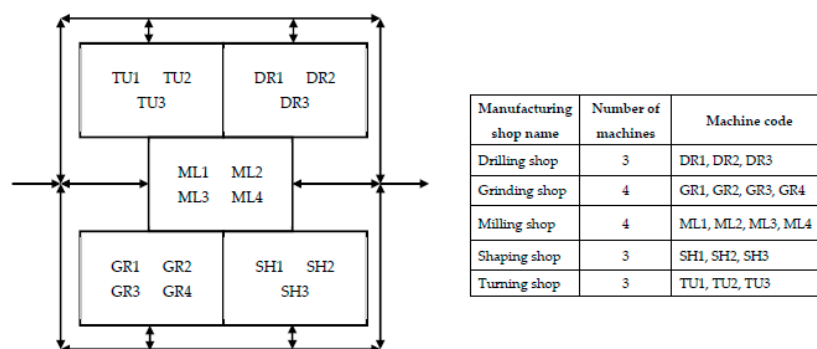 TU1 TU2
TU3
DR1 DR2
DR3
ML1 ML2
ML3 ML4
GR1 GR2
GR3 GR4
SH1 SH2
SH3
Manufacturing shop name Number of machines Machine code
Drilling shop 3 DR1, DR2, DR3
Grinding shop 4 GR1, GR2, GR3, GR4
Milling shop 4 ML1, ML2, ML3, ML4
Shaping shop 3 SH1, SH2, SH3
Turning shop 3 TU1, TU2, TU3